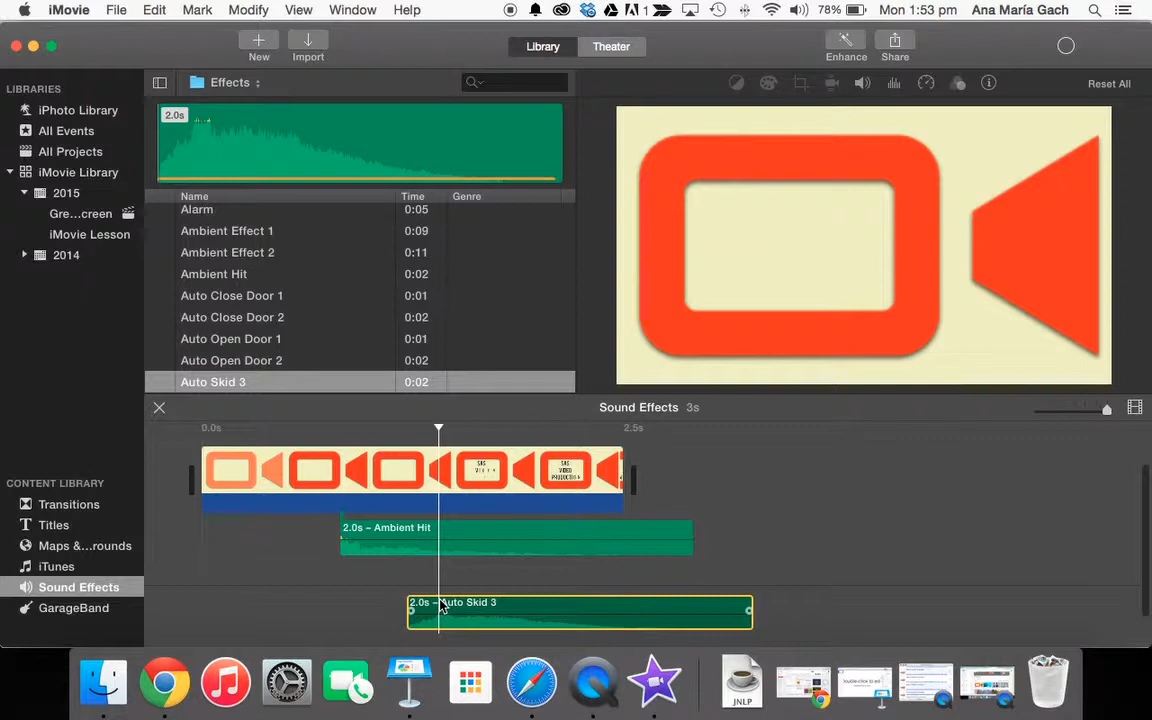 iMovie File Edit Mark Modify View Window Help
1
78%
Mon 1:53 pm Ana María Gach
New
Import
Library Theater
Enhance
Share
LIBRARIES
iPhoto Library
All Events
All Projects
iMovie Library
2015
Gre...creen
iMovie Lesson
2014
CONTENT LIBRARY
Transitions
Titles
Maps &...rounds
iTunes
Sound Effects
GarageBand
Effects
2.0s
Name Time Genre
Alarm 0:05
Ambient Effect 1 0:09
Ambient Effect 2 0:11
Ambient Hit 0:02
Auto Close Door 1 0:01
Auto Close Door 2 0:02
Auto Open Door 1 0:01
Auto Open Door 2 0:02
Auto Skid 3 0:02
Reset All
Sound Effects 3s
0.0s 2.5s
SAS
SAS
VIDEO
2.0s – Ambient Hit
2.0s – Auto Skid 3
JNLP